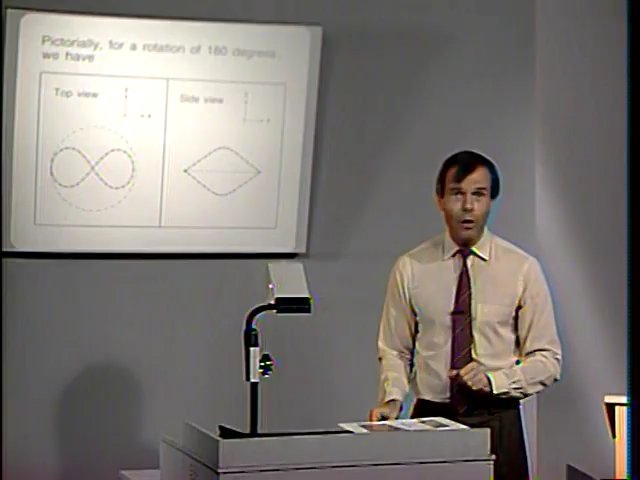 Pictorially, for a rotation of 180 degrees,
we have
Top view
Side view